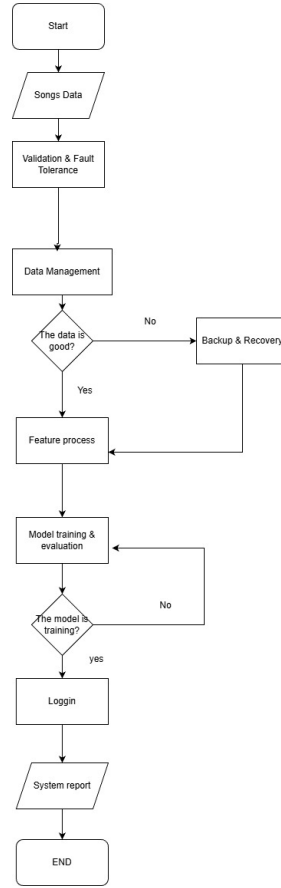 Start
Songs Data
Validation & Fault
Tolerance
Data Management
The data is
good?
No
Backup & Recovery
Yes
Feature process
Model training &
evaluation
The model is
training?
No
yes
Loggin
System report
END